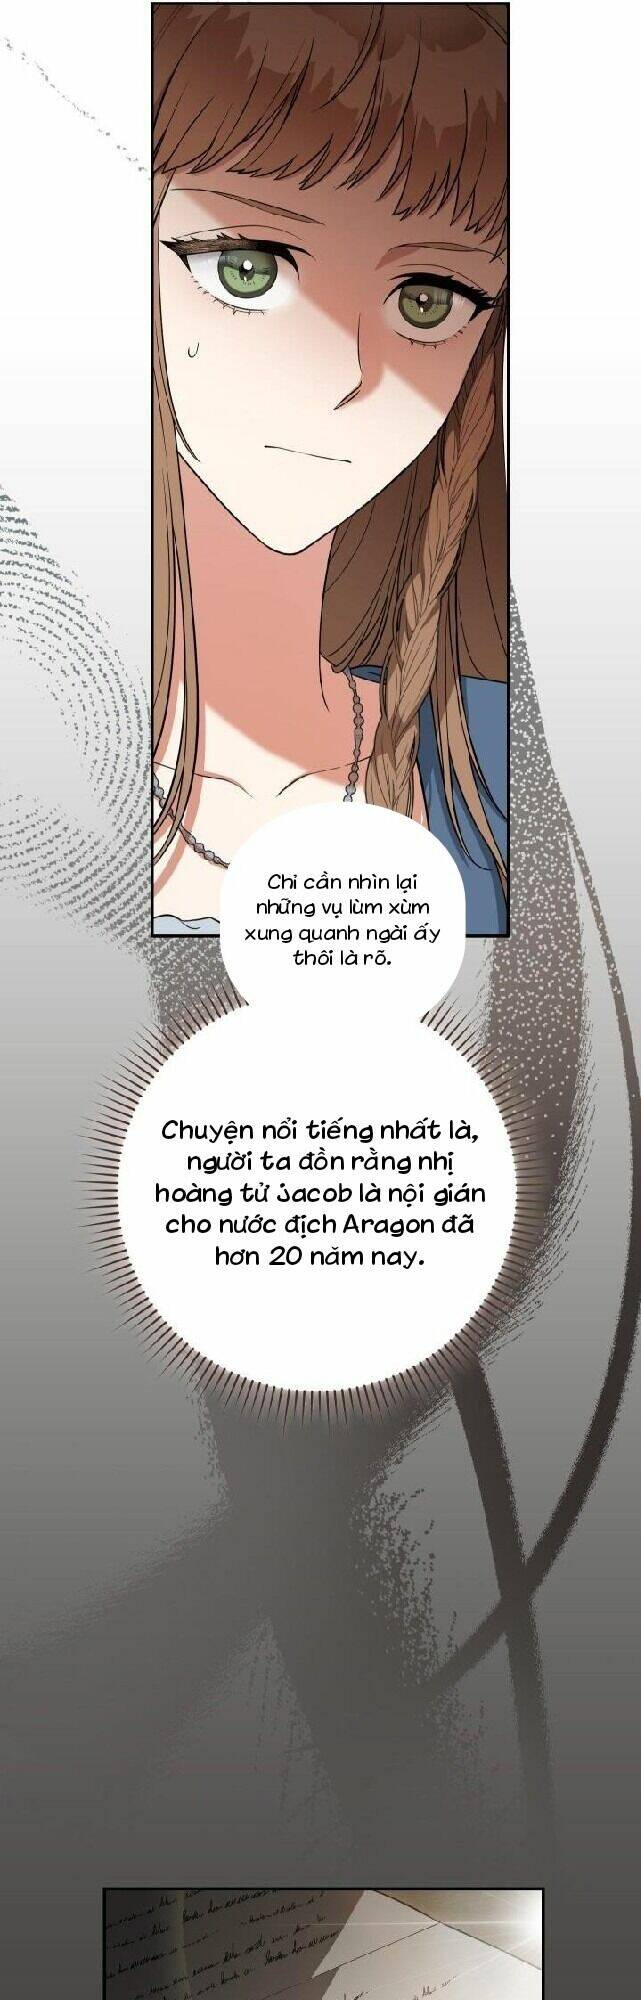 Chỉ cần nhìn lại
những vụ lùm xùm
xung quanh ngài ấy
thôi là rõ.
Chuyện nổi tiếng nhất là,
người ta đồn rằng nhị
hoàng tử Jacob là nội gián
cho nước địch Aragon đã
hơn 20 năm nay.